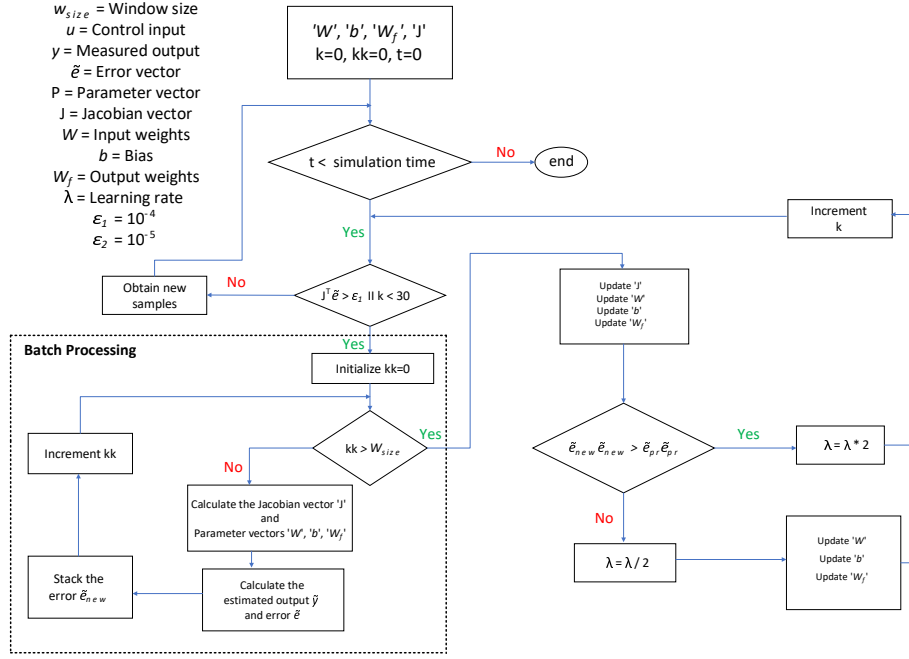 w_size = Window size
u = Control input
y = Measured output
ẽ = Error vector
P = Parameter vector
J = Jacobian vector
W = Input weights
b = Bias
W_f = Output weights
λ = Learning rate
ε₁ = 10⁻⁴
ε₂ = 10⁻⁵
'W', 'b', 'W_f', 'J'
k=0, kk=0, t=0
t < simulation time
No
end
Yes
Increment
k
Jᵀ ẽ > ε₁ II k < 30
No
Obtain new
samples
Yes
Update 'J'
Update 'W'
Update 'b'
Update 'W_f'
Batch Processing
Initialize kk=0
kk > W_size
Yes
No
Increment kk
Calculate the Jacobian vector 'J'
and
Parameter vectors 'W', 'b', 'W_f'
Calculate the
estimated output ỹ
and error ẽ
Stack the
error ẽ_new
ẽ_new ẽ_new > ẽ_pr ẽ_pr
Yes
λ = λ * 2
No
λ = λ / 2
Update 'W'
Update 'b'
Update 'W_f'